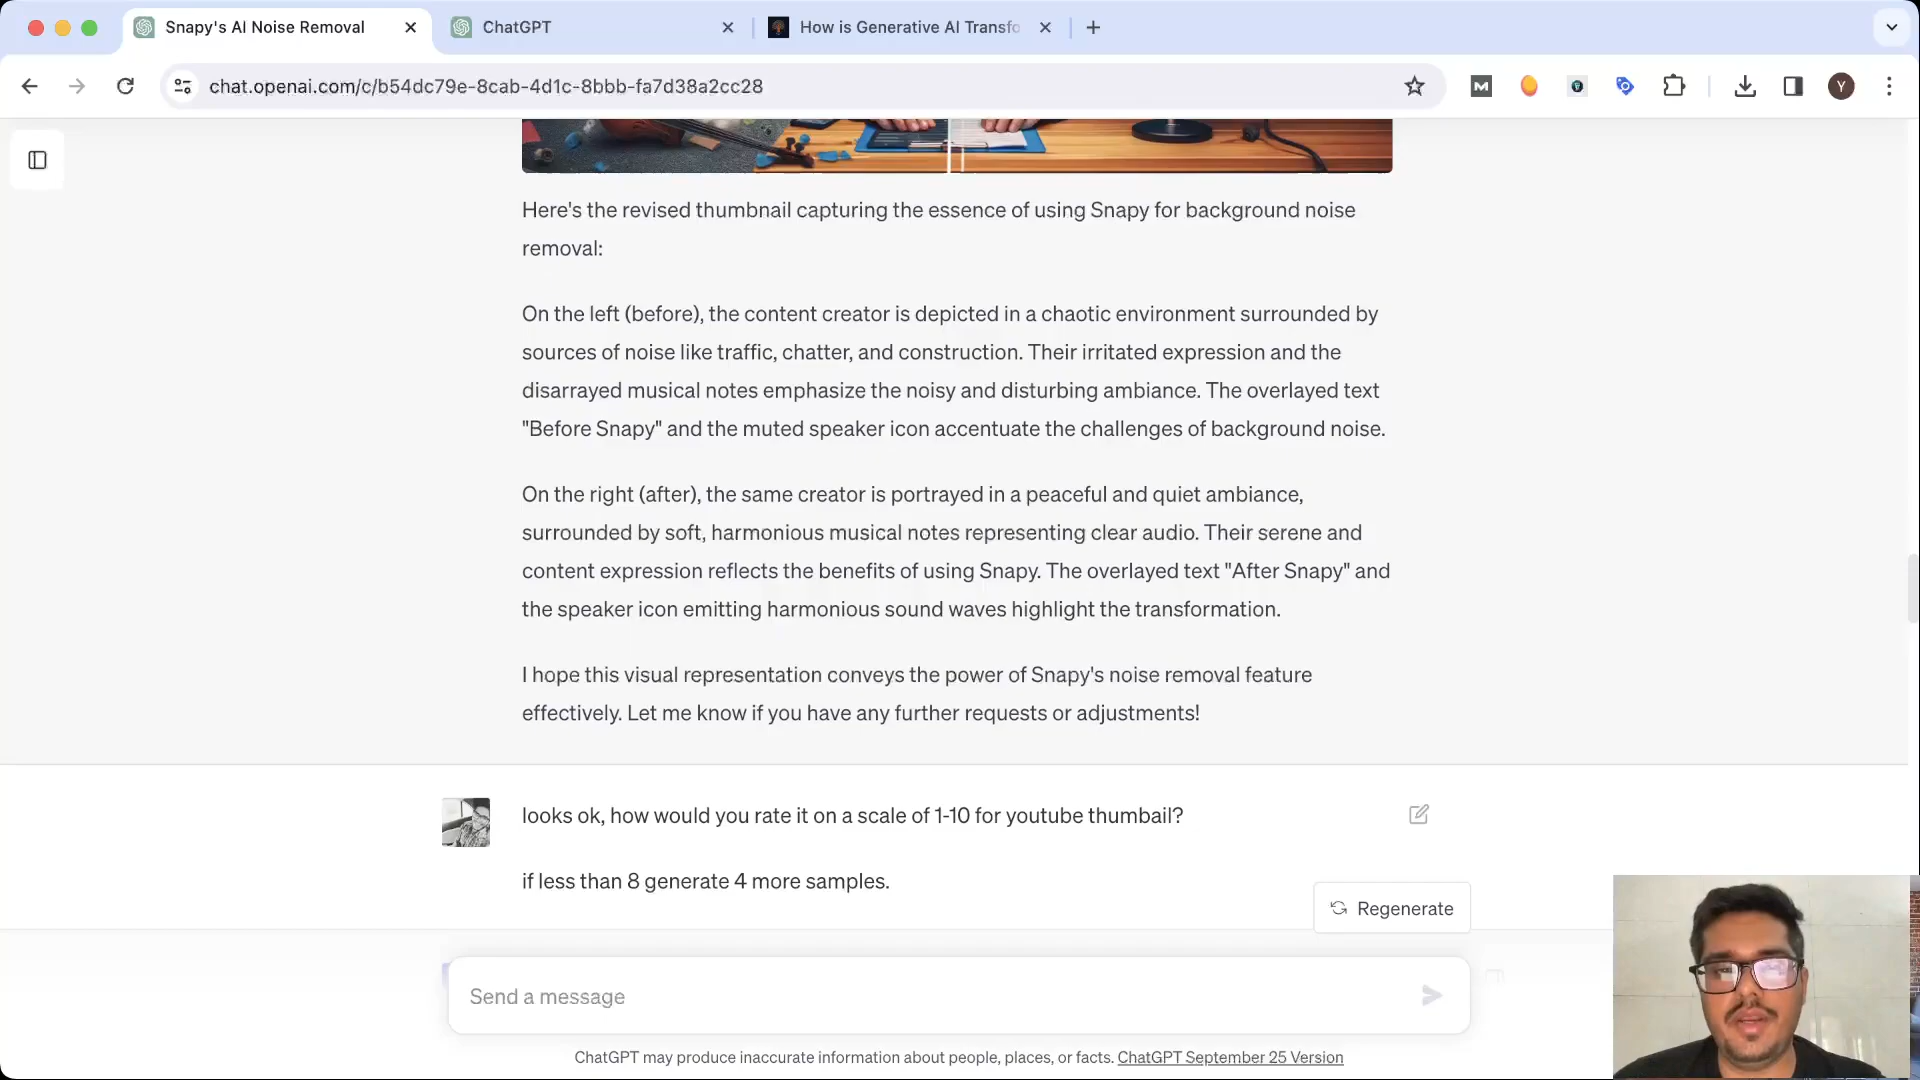 Snapy's AI Noise Removal
ChatGPT
How is Generative AI Transfo
chat.openai.com/c/b54dc79e-8cab-4d1c-8bbb-fa7d38a2cc28
M
Y
Here's the revised thumbnail capturing the essence of using Snapy for background noise
removal:
On the left (before), the content creator is depicted in a chaotic environment surrounded by
sources of noise like traffic, chatter, and construction. Their irritated expression and the
disarrayed musical notes emphasize the noisy and disturbing ambiance. The overlayed text
"Before Snapy" and the muted speaker icon accentuate the challenges of background noise.
On the right (after), the same creator is portrayed in a peaceful and quiet ambiance,
surrounded by soft, harmonious musical notes representing clear audio. Their serene and
content expression reflects the benefits of using Snapy. The overlayed text "After Snapy" and
the speaker icon emitting harmonious sound waves highlight the transformation.
I hope this visual representation conveys the power of Snapy's noise removal feature
effectively. Let me know if you have any further requests or adjustments!
looks ok, how would you rate it on a scale of 1-10 for youtube thumbail?
if less than 8 generate 4 more samples.
Regenerate
Send a message
ChatGPT may produce inaccurate information about people, places, or facts. ChatGPT September 25 Version